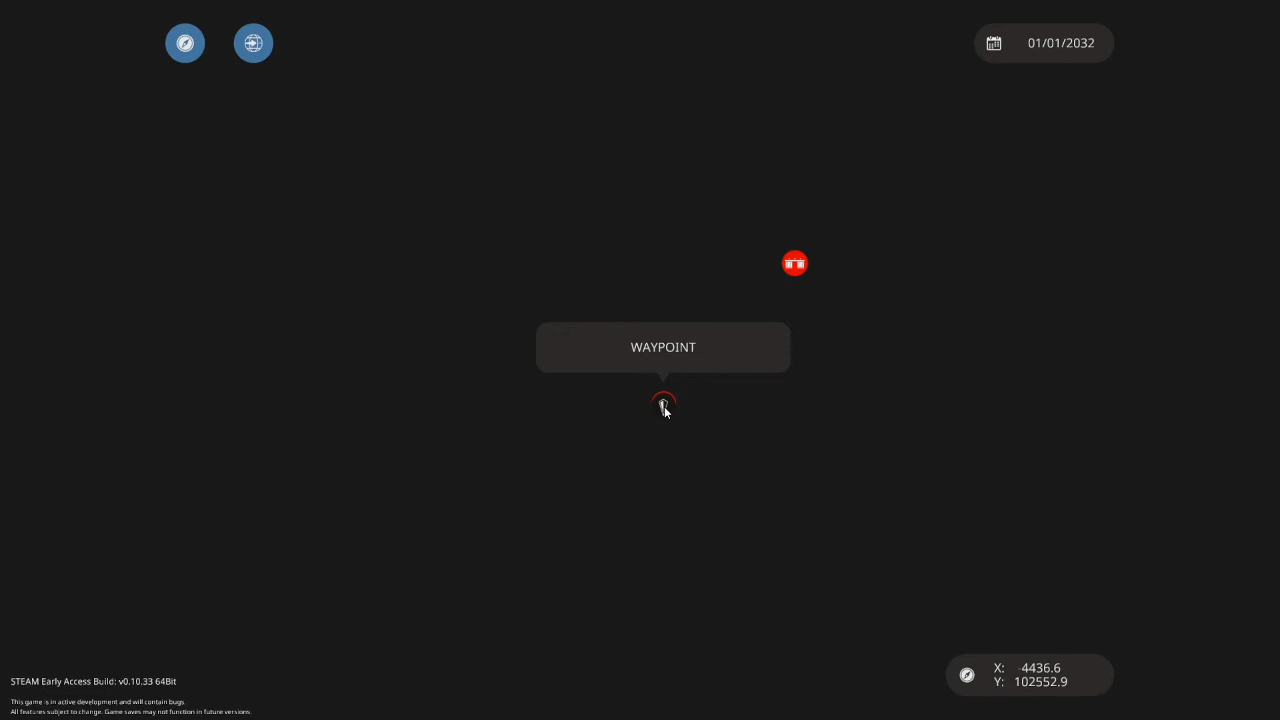 01/01/2032
WAYPOINT
X: -4436.6
Y: 102552.9
STEAM Early Access Build: v0.10.33 64Bit
This game is in active development and will contain bugs.
All features subject to change. Game saves may not function in future versions.